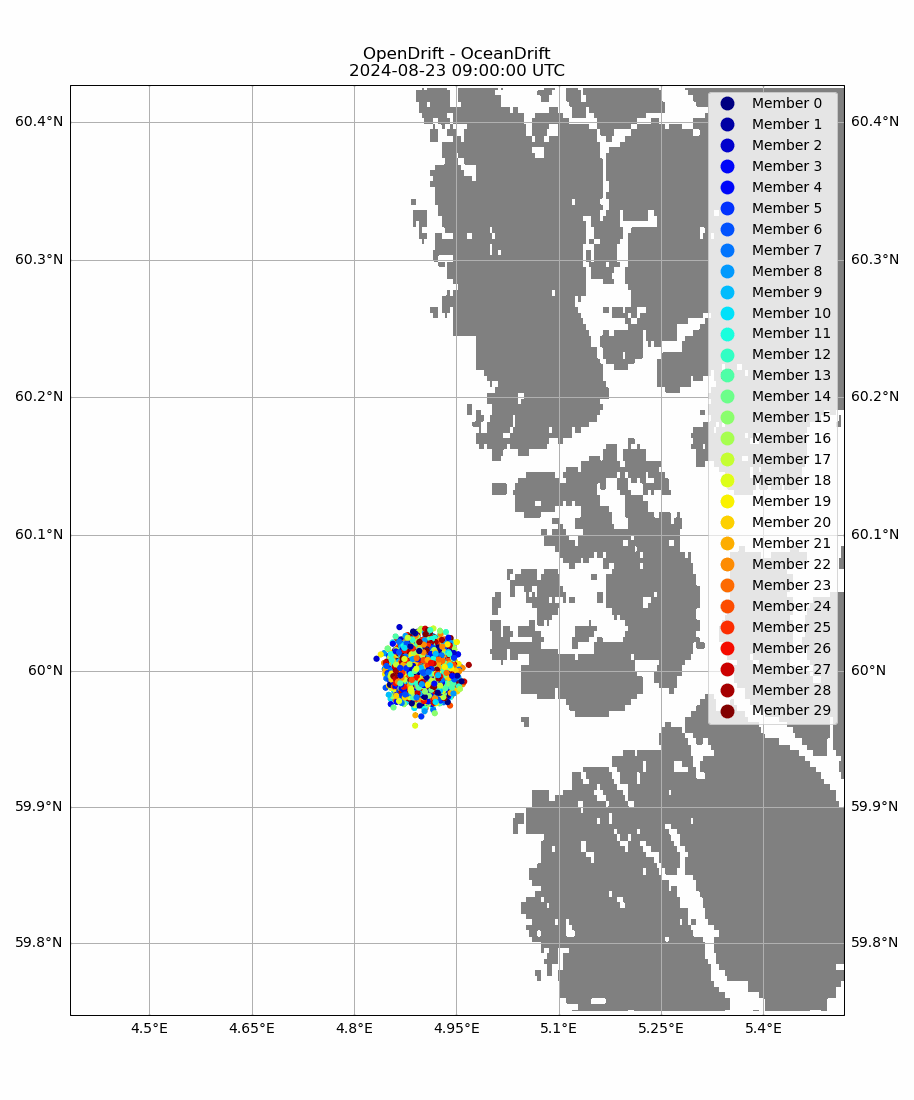 OpenDrift - OceanDrift
2024-08-23 09:00:00 UTC
60.4°N
60.3°N
60.2°N
60.1°N
60°N
59.9°N
59.8°N
Member 0
Member 1
Member 2
Member 3
Member 4
Member 5
Member 6
Member 7
Member 8
Member 9
Member 10
Member 11
Member 12
Member 13
Member 14
Member 15
Member 16
Member 17
Member 18
Member 19
Member 20
Member 21
Member 22
Member 23
Member 24
Member 25
Member 26
Member 27
Member 28
Member 29
60.4°N
60.3°N
60.2°N
60.1°N
60°N
59.9°N
59.8°N
4.5°E 4.65°E 4.8°E 4.95°E 5.1°E 5.25°E 5.4°E